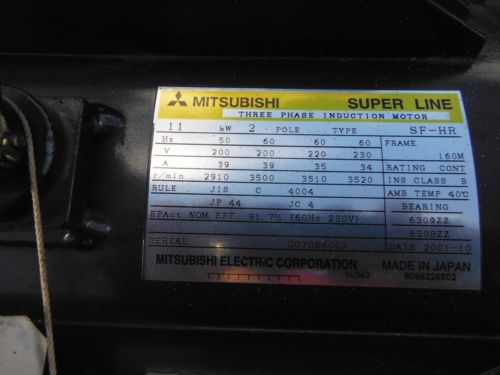 MITSUBISHI SUPER LINE
THREE PHASE INDUCTION MOTOR
11 kW 2 POLE TYPE SF-HR
Hz 50 60 60 60 FRAME 160M
V 200 200 220 230
A 39 39 35 34 RATING CONT
r/min 2910 3500 3510 3520 INS CLASS B
RULE JIS C 4004 AMB TEMP 40℃
JP 44 JC 4 BEARING
EPAct NOM.EFF. 91.7% (60Hz 230V) 6309ZZ
6308ZZ
SERIAL 007066001 DATE 2001-10
MITSUBISHI ELECTRIC CORPORATION MADE IN JAPAN